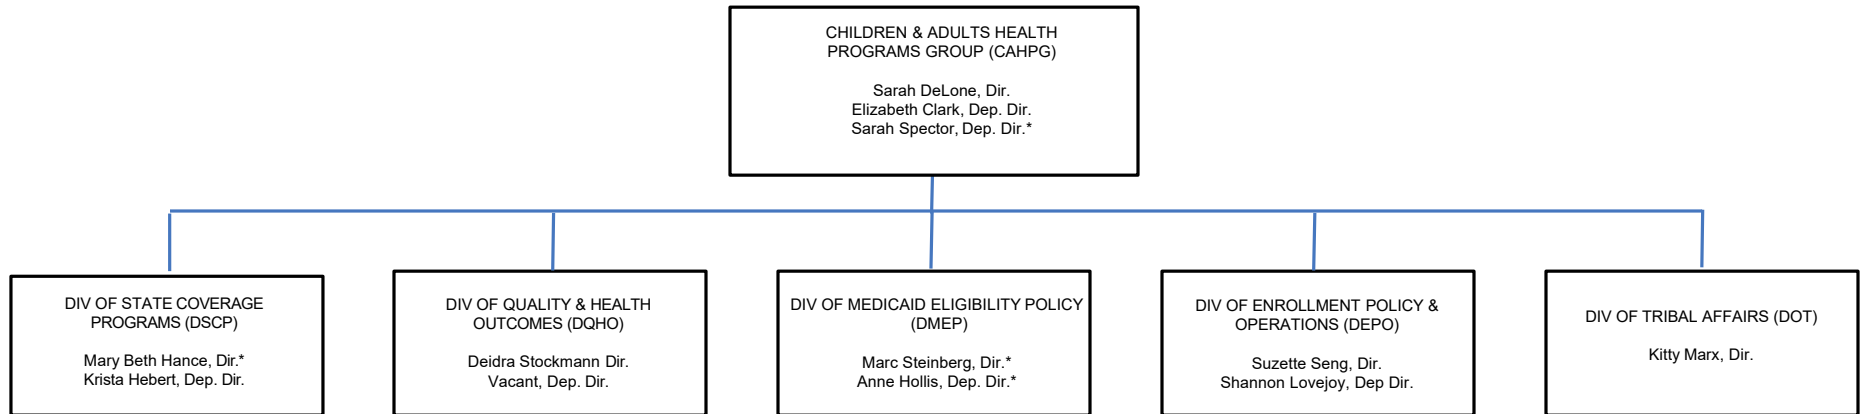 CHILDREN & ADULTS HEALTH
PROGRAMS GROUP (CAHPG)
Sarah DeLone, Dir.
Elizabeth Clark, Dep. Dir.
Sarah Spector, Dep. Dir.*
DIV OF STATE COVERAGE
PROGRAMS (DSCP)
Mary Beth Hance, Dir.*
Krista Hebert, Dep. Dir.
DIV OF QUALITY & HEALTH
OUTCOMES (DQHO)
Deidra Stockmann Dir.
Vacant, Dep. Dir.
DIV OF MEDICAID ELIGIBILITY POLICY
(DMEP)
Marc Steinberg, Dir.*
Anne Hollis, Dep. Dir.*
DIV OF ENROLLMENT POLICY &
OPERATIONS (DEPO)
Suzette Seng, Dir.
Shannon Lovejoy, Dep Dir.
DIV OF TRIBAL AFFAIRS (DOT)
Kitty Marx, Dir.